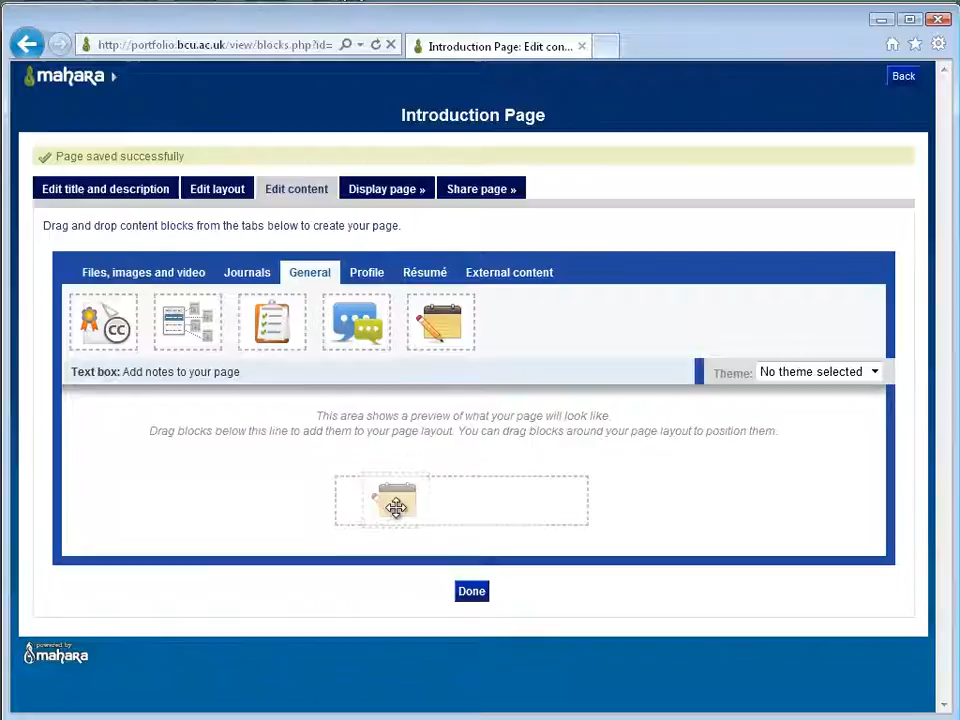 http://portfolio.bcu.ac.uk/view/blocks.php?id=
Introduction Page: Edit con...
mahara
Back
Introduction Page
Page saved successfully
Edit title and description
Edit layout
Edit content
Display page »
Share page »
Drag and drop content blocks from the tabs below to create your page.
Files, images and video
Journals
General
Profile
Résumé
External content
CC
Text box: Add notes to your page
Theme:
No theme selected
This area shows a preview of what your page will look like.
Drag blocks below this line to add them to your page layout. You can drag blocks around your page layout to position them.
Done
powered by
mahara